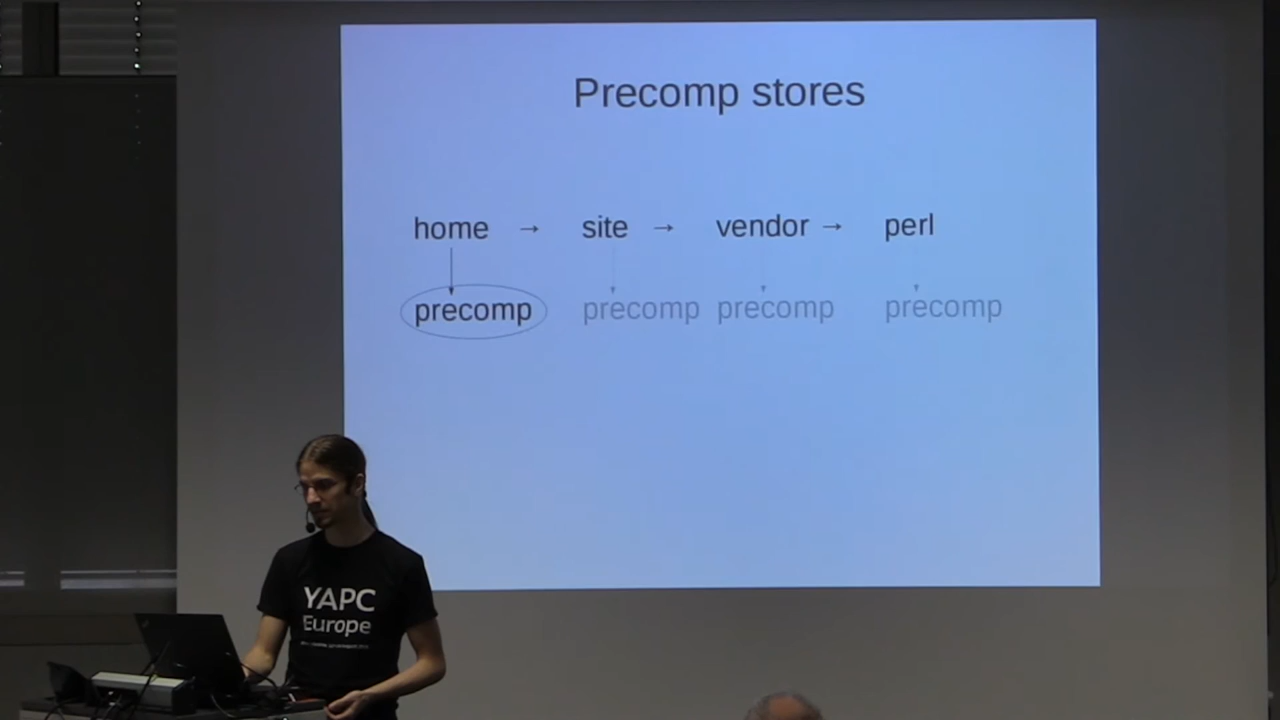 Precomp stores
home → site → vendor → perl
precomp precomp precomp precomp
YAPC
Europe